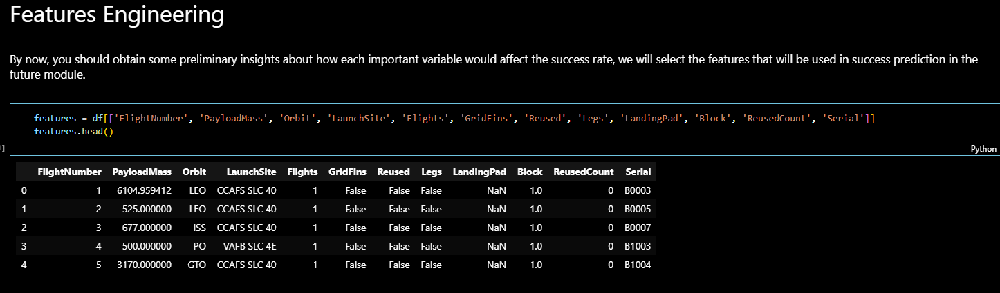 Features Engineering
By now, you should obtain some preliminary insights about how each important variable would affect the success rate, we will select the features that will be used in success prediction in the
future module.
features = df[['FlightNumber', 'PayloadMass', 'Orbit', 'LaunchSite', 'Flights', 'GridFins', 'Reused', 'Legs', 'LandingPad', 'Block', 'ReusedCount', 'Serial']]
features.head()
Python
FlightNumber PayloadMass Orbit LaunchSite Flights GridFins Reused Legs LandingPad Block ReusedCount Serial
0 1 6104.959412 LEO CCAFS SLC 40 1 False False False NaN 1.0 0 B0003
1 2 525.000000 LEO CCAFS SLC 40 1 False False False NaN 1.0 0 B0005
2 3 677.000000 ISS CCAFS SLC 40 1 False False False NaN 1.0 0 B0007
3 4 500.000000 PO VAFB SLC 4E 1 False False False NaN 1.0 0 B1003
4 5 3170.000000 GTO CCAFS SLC 40 1 False False False NaN 1.0 0 B1004